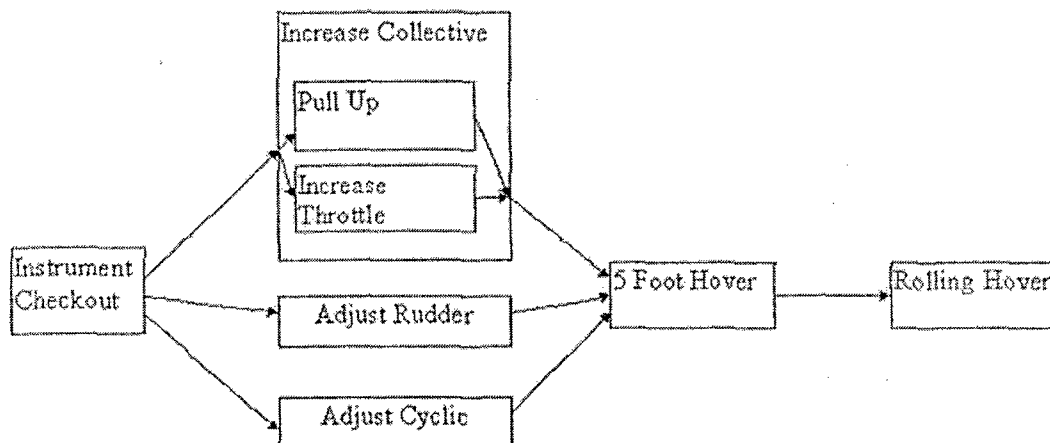 Increase Collective
Pull Up
Increase
Throttle
Instrument
Checkout
Adjust Rudder
Adjust Cyclic
5 Foot Hover
Rolling Hover